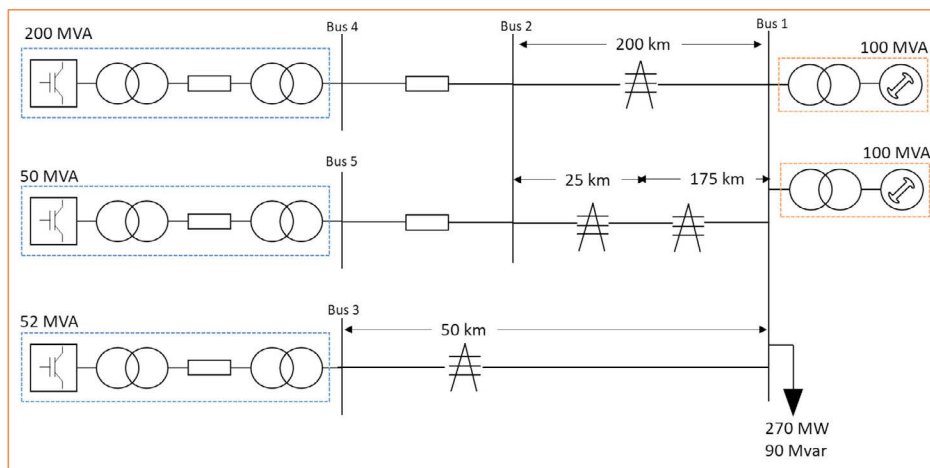 Bus 4
Bus 2
Bus 1
200 MVA
200 km
100 MVA
Bus 5
100 MVA
50 MVA
25 km
175 km
Bus 3
52 MVA
50 km
270 MW
90 Mvar